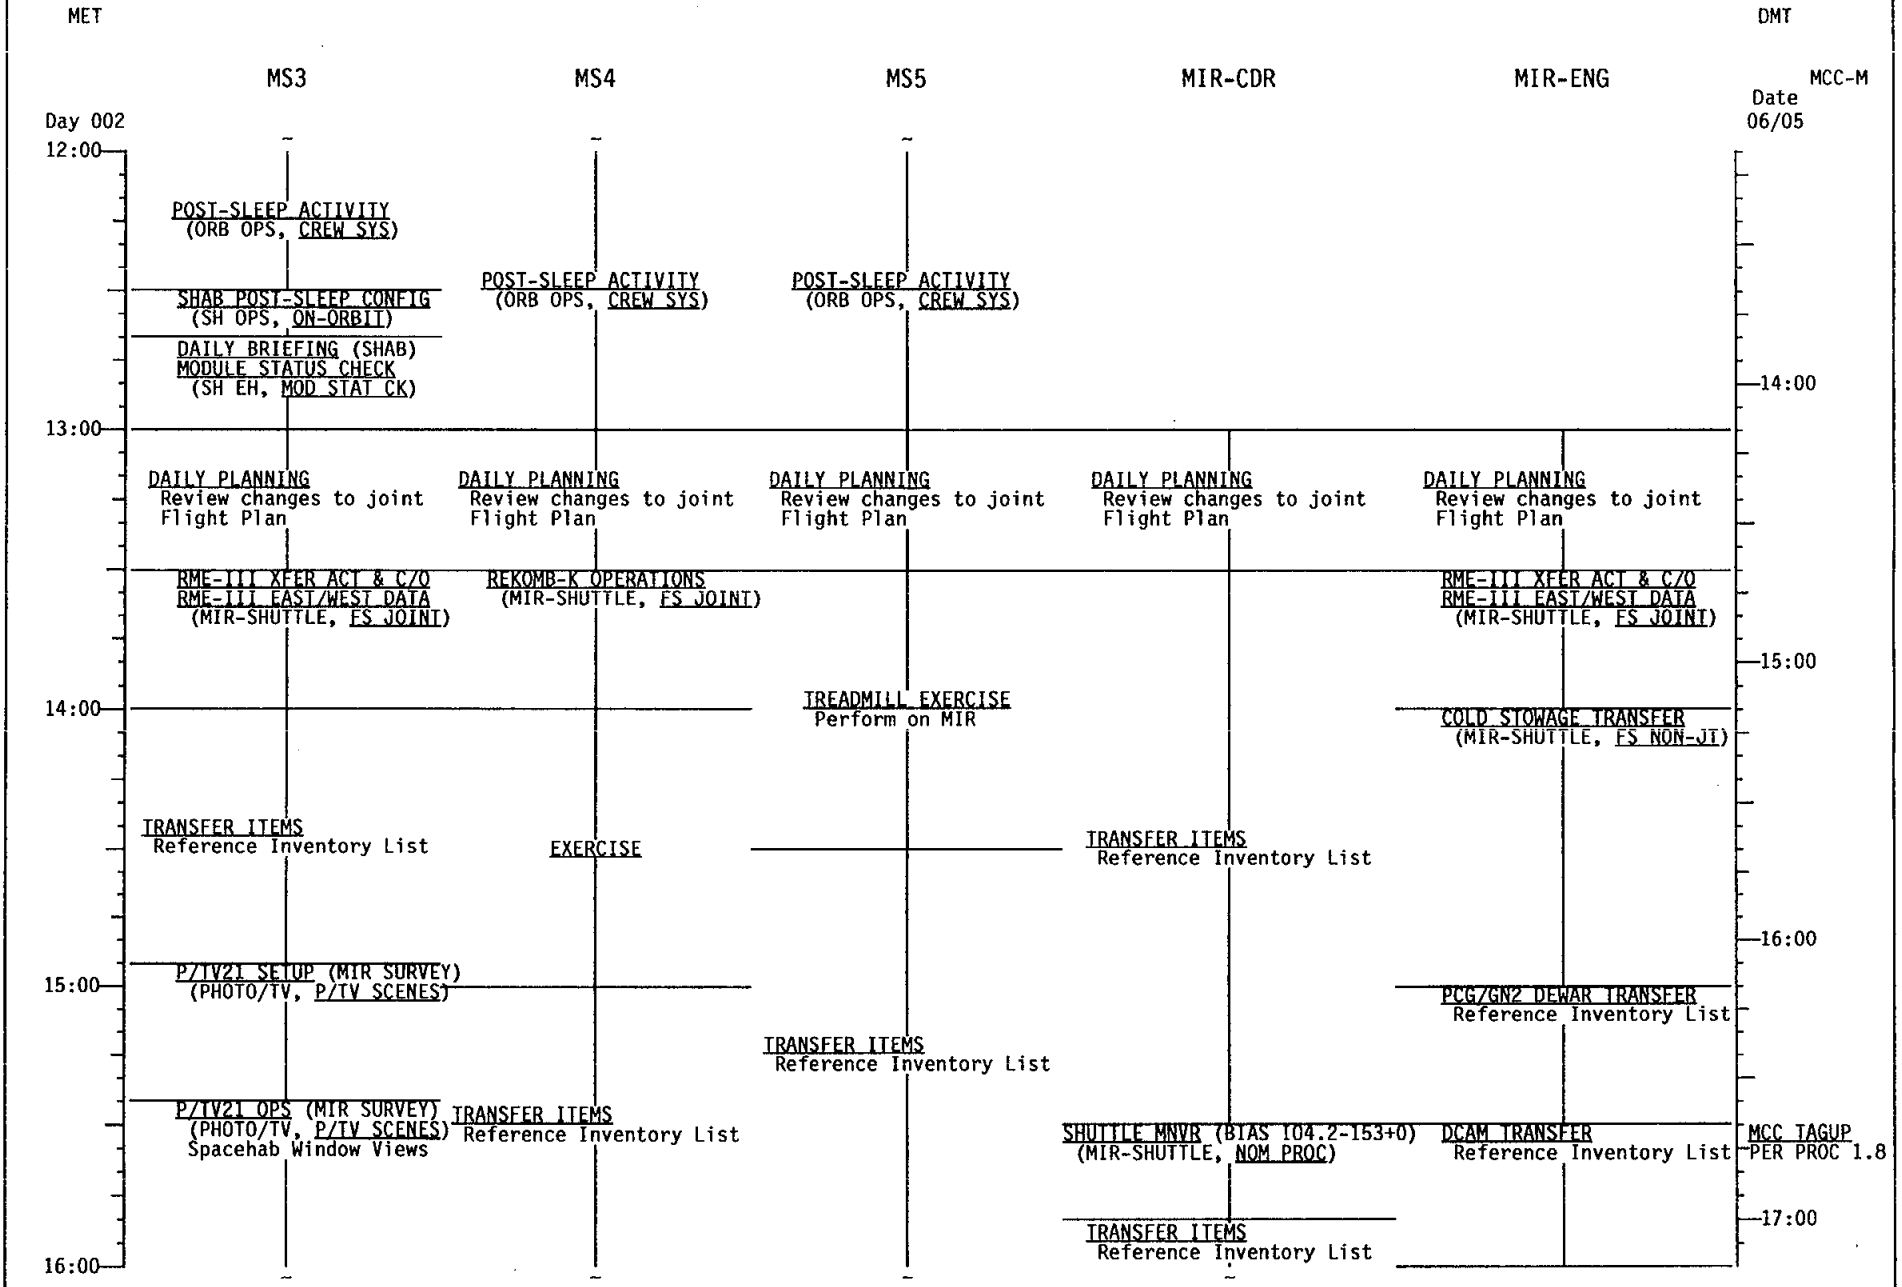 MET
DMT
MS3 MS4 MS5 MIR-CDR MIR-ENG MCC-M
Date
Day 002
06/05
12:00
POST-SLEEP ACTIVITY
(ORB OPS, CREW SYS)
POST-SLEEP ACTIVITY
(ORB OPS, CREW SYS)
POST-SLEEP ACTIVITY
(ORB OPS, CREW SYS)
SHAB POST-SLEEP CONFIG
(SH OPS, ON-ORBIT)
DAILY BRIEFING (SHAB)
MODULE STATUS CHECK
(SH EH, MOD STAT CK)
14:00
13:00
DAILY PLANNING
Review changes to joint
Flight Plan
DAILY PLANNING
Review changes to joint
Flight Plan
DAILY PLANNING
Review changes to joint
Flight Plan
DAILY PLANNING
Review changes to joint
Flight Plan
DAILY PLANNING
Review changes to joint
Flight Plan
RME-III XFER ACT & C/O
RME-III EAST/WEST DATA
(MIR-SHUTTLE, FS JOINT)
REKOMB-K OPERATIONS
(MIR-SHUTTLE, FS JOINT)
RME-III XFER ACT & C/O
RME-III EAST/WEST DATA
(MIR-SHUTTLE, FS JOINT)
15:00
14:00
TREADMILL EXERCISE
Perform on MIR
COLD STOWAGE TRANSFER
(MIR-SHUTTLE, FS NON-JT)
TRANSFER ITEMS
Reference Inventory List
EXERCISE
TRANSFER ITEMS
Reference Inventory List
16:00
P/TV21 SETUP (MIR SURVEY)
(PHOTO/TV, P/TV SCENES)
15:00
PCG/GN2 DEWAR TRANSFER
Reference Inventory List
TRANSFER ITEMS
Reference Inventory List
P/TV21 OPS (MIR SURVEY)
(PHOTO/TV, P/TV SCENES)
Spacehab Window Views
TRANSFER ITEMS
Reference Inventory List
SHUTTLE MNVR (BIAS I04.2-153+0)
(MIR-SHUTTLE, NOM PROC)
DCAM TRANSFER
Reference Inventory List
MCC TAGUP
PER PROC 1.8
17:00
TRANSFER ITEMS
Reference Inventory List
16:00